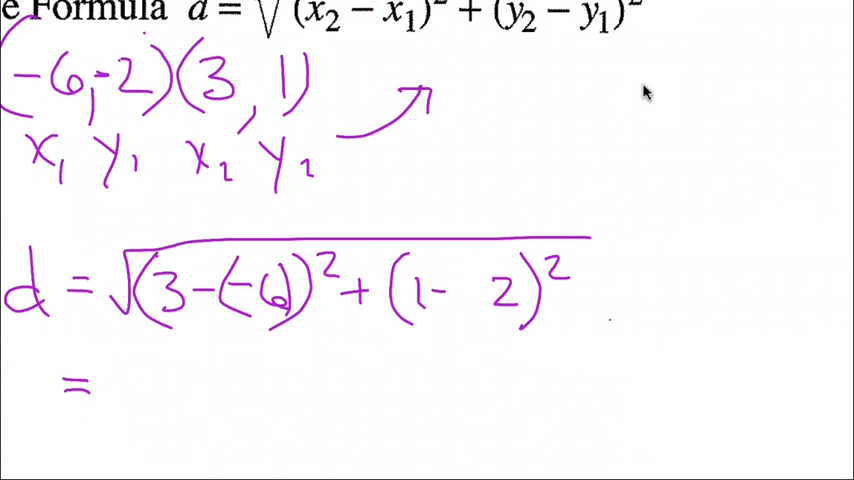 e Formula d = √(x₂ − x₁)² + (y₂ − y₁)²
(−6, −2)(3, 1)
x₁ y₁ x₂ y₂
d = √(3−(−6))² + (1− 2)²
=